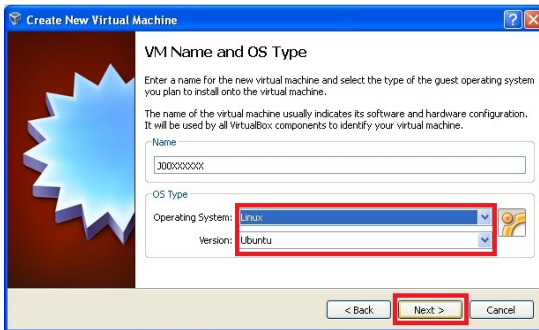 Create New Virtual Machine
VM Name and OS Type
Enter a name for the new virtual machine and select the type of the guest operating system
you plan to install onto the virtual machine.
The name of the virtual machine usually indicates its software and hardware configuration.
It will be used by all VirtualBox components to identify your virtual machine.
Name
J00XXXXXX
OS Type
Operating System: Linux
Version: Ubuntu
< Back Next > Cancel